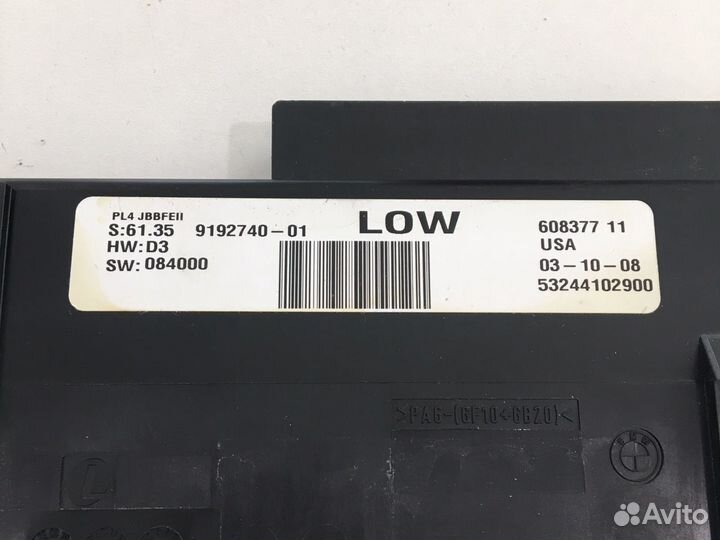 PL4 JBBFEII
S:61.35 9192740-01 LOW 608377 11
HW:D3 USA
SW: 084000 03-10-08
53244102900
>PA6-(GF10+GB20)<
BMW
Avito